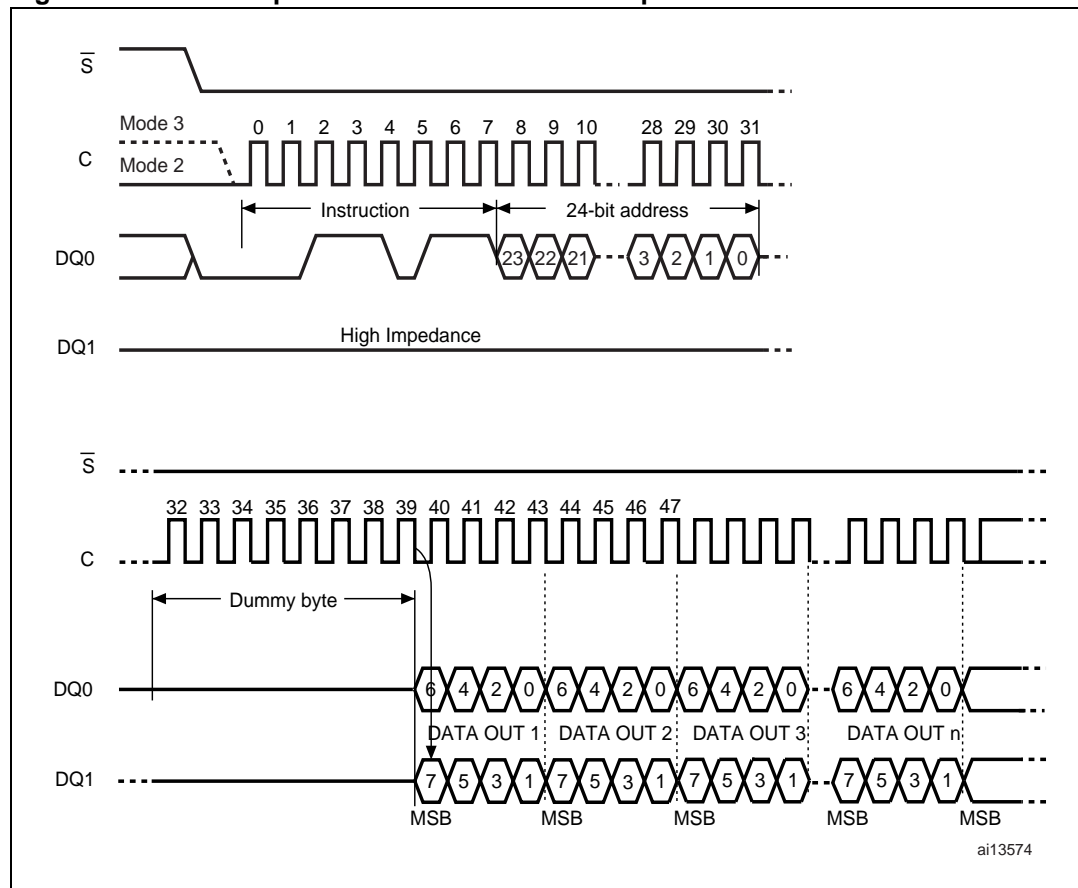 S
Mode 3
0 1 2 3 4 5 6 7 8 9 10 28 29 30 31
C
Mode 2
Instruction 24-bit address
DQ0 23 22 21 3 2 1 0
High Impedance
DQ1
S
32 33 34 35 36 37 38 39 40 41 42 43 44 45 46 47
C
Dummy byte
DQ0 6 4 2 0 6 4 2 0 6 4 2 0 6 4 2 0
DATA OUT 1 DATA OUT 2 DATA OUT 3 DATA OUT n
DQ1 7 5 3 1 7 5 3 1 7 5 3 1 7 5 3 1
MSB MSB MSB MSB MSB
ai13574